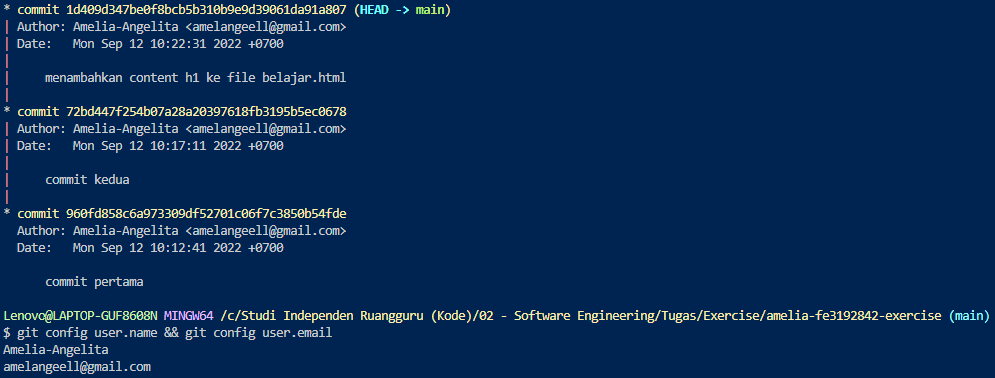 * commit 1d409d347be0f8bcb5b310b9e9d39061da91a807 (HEAD -> main)
| Author: Amelia-Angelita <amelangeell@gmail.com>
| Date:   Mon Sep 12 10:22:31 2022 +0700
|
|     menambahkan content h1 ke file belajar.html
|
* commit 72bd447f254b07a28a20397618fb3195b5ec0678
| Author: Amelia-Angelita <amelangeell@gmail.com>
| Date:   Mon Sep 12 10:17:11 2022 +0700
|
|     commit kedua
|
* commit 960fd858c6a973309df52701c06f7c3850b54fde
  Author: Amelia-Angelita <amelangeell@gmail.com>
  Date:   Mon Sep 12 10:12:41 2022 +0700

      commit pertama

Lenovo@LAPTOP-GUF8608N MINGW64 /c/Studi Independen Ruangguru (Kode)/02 - Software Engineering/Tugas/Exercise/amelia-fe3192842-exercise (main)
$ git config user.name && git config user.email
Amelia-Angelita
amelangeell@gmail.com